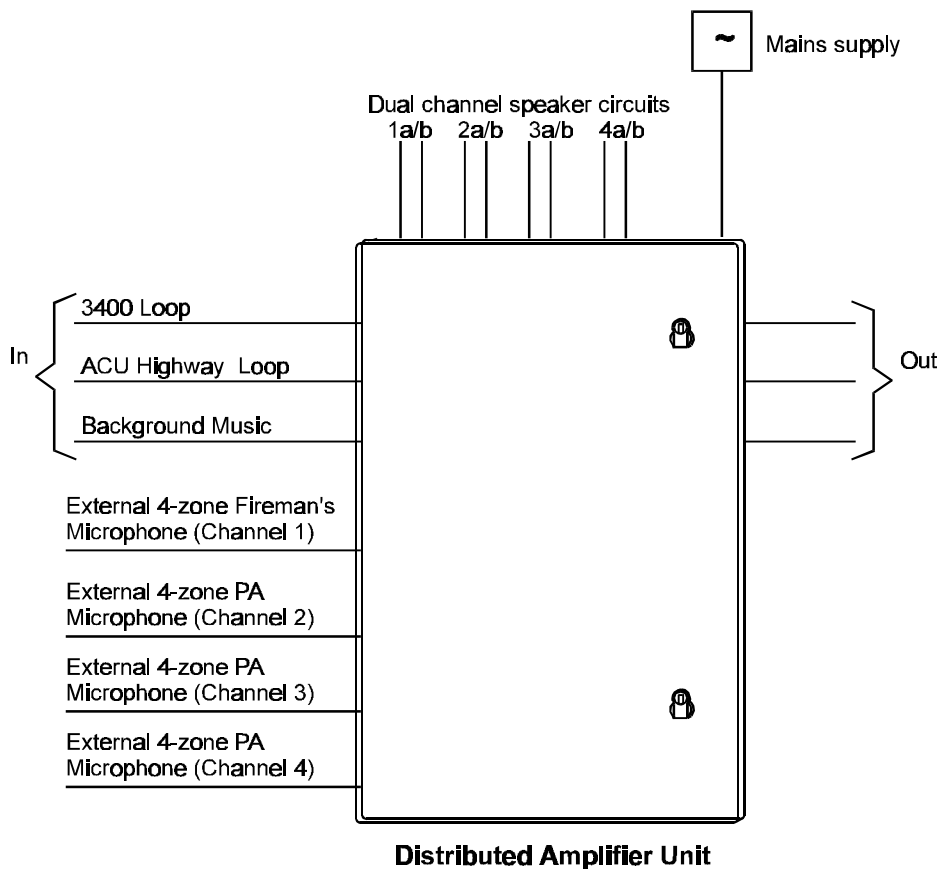 ~
Mains supply
Dual channel speaker circuits
1a/b 2a/b 3a/b 4a/b
In
3400 Loop
ACU Highway Loop
Background Music
Out
External 4-zone Fireman's
Microphone (Channel 1)
External 4-zone PA
Microphone (Channel 2)
External 4-zone PA
Microphone (Channel 3)
External 4-zone PA
Microphone (Channel 4)
Distributed Amplifier Unit